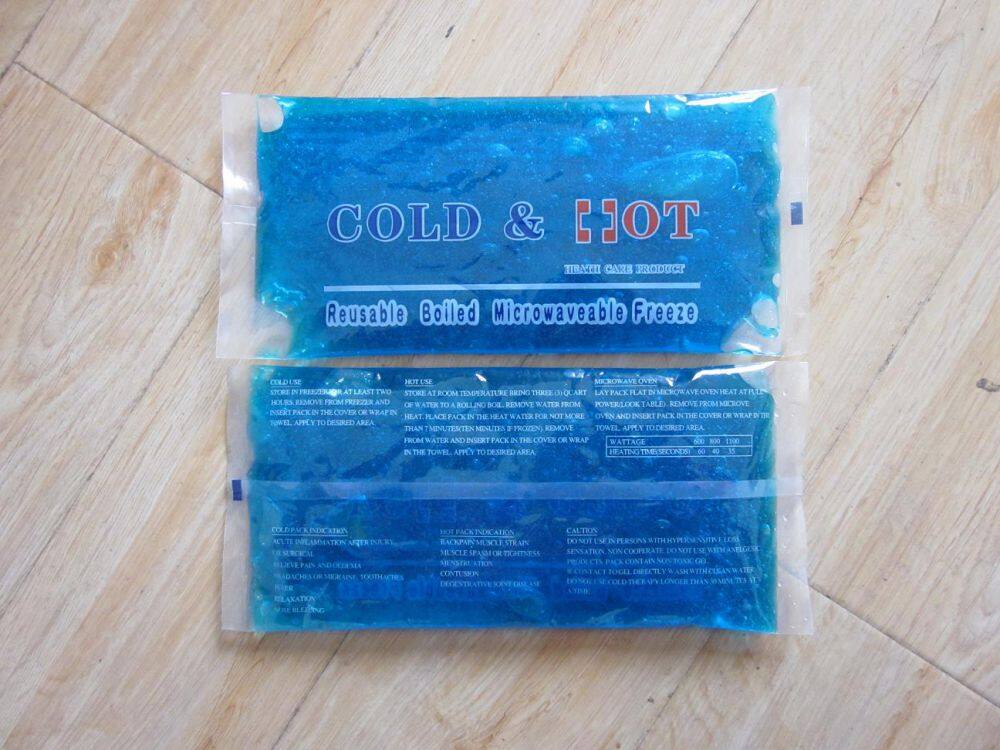 COLD & HOT
HEATH CARE PRODUCT
Reusable Boiled Microwaveable Freeze
COLD USE
STORE IN FREEZER FOR AT LEAST TWO
HOURS. REMOVE FROM FREEZER AND
INSERT PACK IN THE COVER OR WRAP IN
TOWEL. APPLY TO DESIRED AREA.
HOT USE
STORE AT ROOM TEMPERATURE BRING THREE (3) QUART
OF WATER TO A ROLLING BOIL. REMOVE WATER FROM
HEAT. PLACE PACK IN THE HEAT WATER FOR NOT MORE
THAN 7 MINUTES(TEN MINUTES IF FROZEN). REMOVE
FROM WATER AND INSERT PACK IN THE COVER OR WRAP
IN THE TOWEL. APPLY TO DESIRED AREA.
MICROWAVE OVEN
LAY PACK FLAT IN MICROWAVE OVEN HEAT AT FULL
POWER(LOOK TABLE). REMOVE FROM MICROVE
OVEN AND INSERT PACK IN THE COVER OR WRAP IN THE
TOWEL. APPLY TO DESIRED AREA.
WATTAGE 600 800 1100
HEATING TIME(SECONDS) 60 40 35
COLD PACK INDICATION
ACUTE INFLAMMATION AFTER INJURY
OR SURGICAL
RELIEVE PAIN AND OEDEMA
HEADACHES OR MIGRAINE, TOOTHACHES
FEVER
RELAXATION
NOSE BLEEDING
HOT PACK INDICATION
BACKPAIN MUSCLE STRAIN
MUSCLE SPASM OR TIGHTNESS
MENSTRUATION
CONTUSION
DEGENTRATIVE JOINT DISEASE
CAUTION
DO NOT USE IN PERSONS WITH HYPERSENSITIVE, LOSS
SENSATION. NON COOPERATE. DO NOT USE WITH ANELGESIC
PRODUCTS. PACK CONTAIN NON TOXIC GEL.
IF CONTACT TO GEL DIRECTLY WASH WITH CLEAN WATER
DO NOT USE COLD THERAPY LONGER THAN 30 MINUTES AT
A TIME.